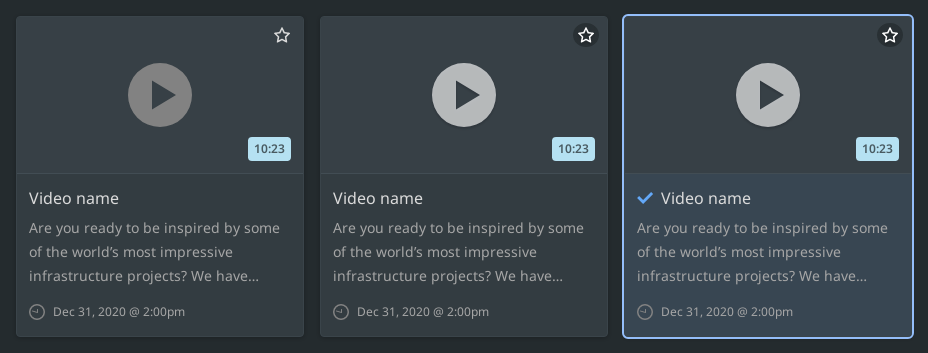 10:23
Video name
Are you ready to be inspired by some
of the world’s most impressive
infrastructure projects? We have...
Dec 31, 2020 @ 2:00pm
10:23
Video name
Are you ready to be inspired by some
of the world’s most impressive
infrastructure projects? We have...
Dec 31, 2020 @ 2:00pm
10:23
Video name
Are you ready to be inspired by some
of the world’s most impressive
infrastructure projects? We have...
Dec 31, 2020 @ 2:00pm